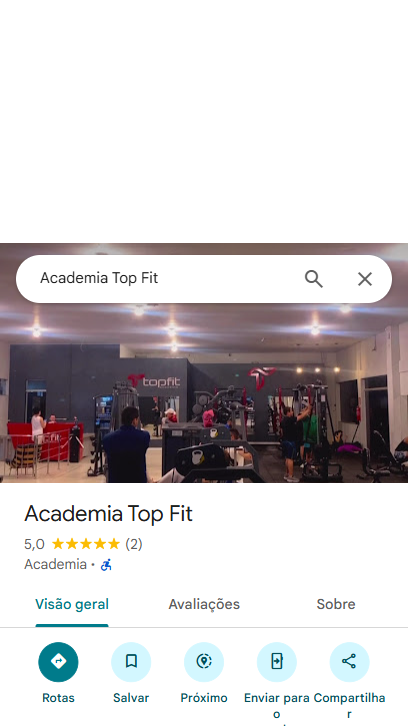 Academia Top Fit
topfit
Academia Top Fit
5,0 (2)
Academia ·
Visão geral Avaliações Sobre
Rotas Salvar Próximo Enviar para Compartilha
o r